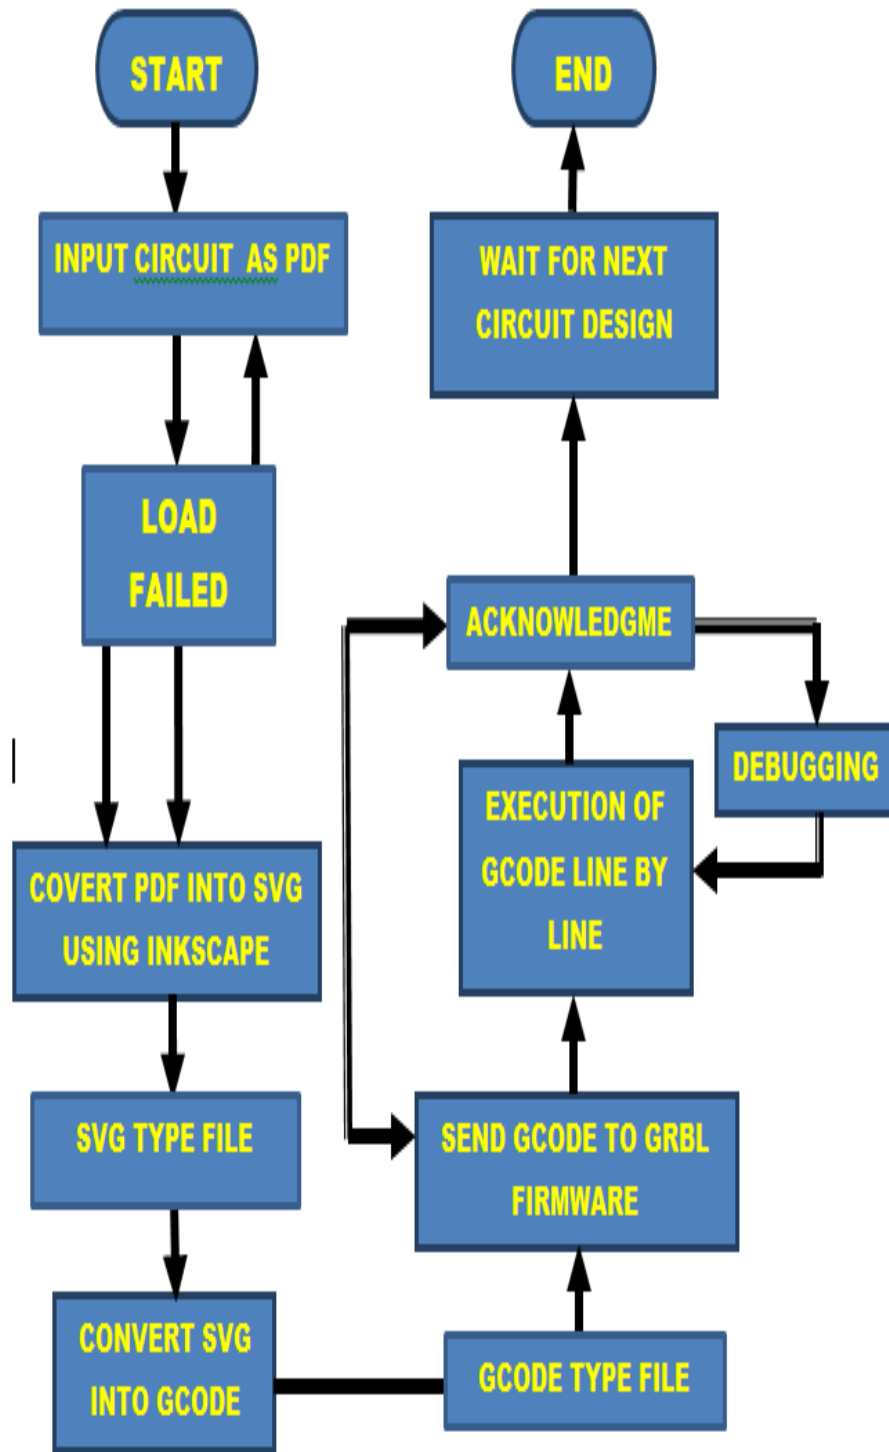 START
INPUT CIRCUIT AS PDF
LOAD
FAILED
COVERT PDF INTO SVG
USING INKSCAPE
SVG TYPE FILE
CONVERT SVG
INTO GCODE
GCODE TYPE FILE
SEND GCODE TO GRBL
FIRMWARE
EXECUTION OF
GCODE LINE BY
LINE
DEBUGGING
ACKNOWLEDGME
WAIT FOR NEXT
CIRCUIT DESIGN
END